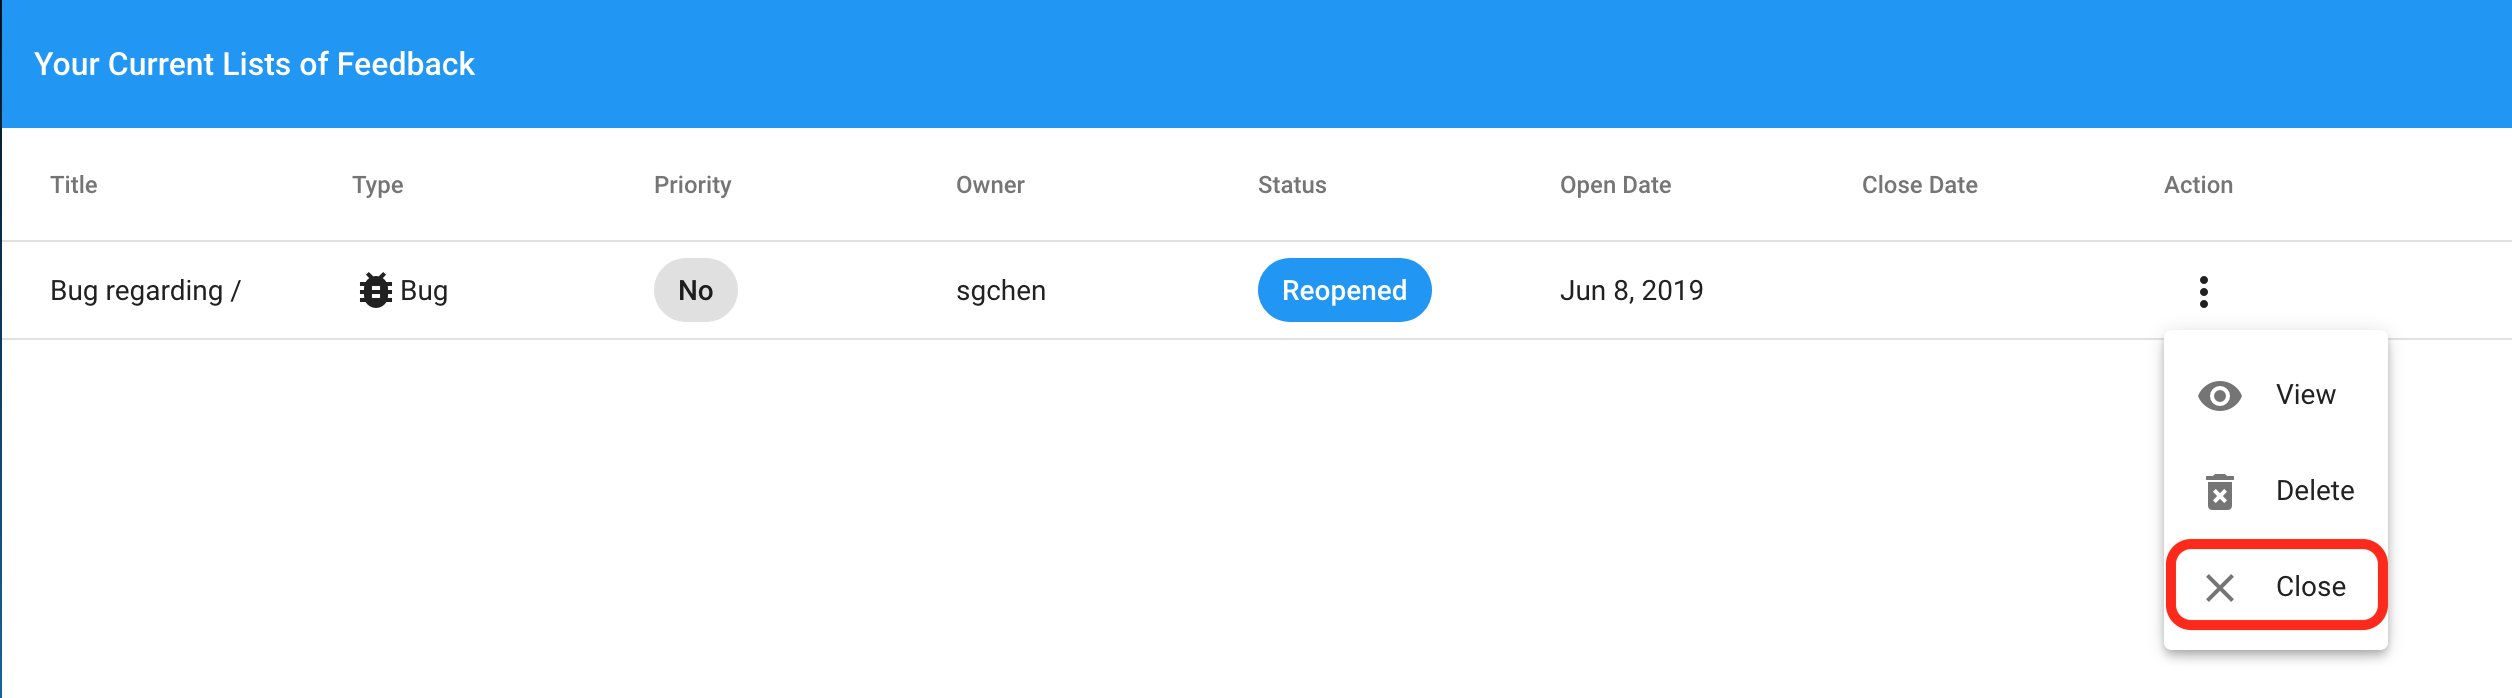 Your Current Lists of Feedback
Title Type Priority Owner Status Open Date Close Date Action
Bug regarding / Bug No sgchen Reopened Jun 8, 2019
View
Delete
Close